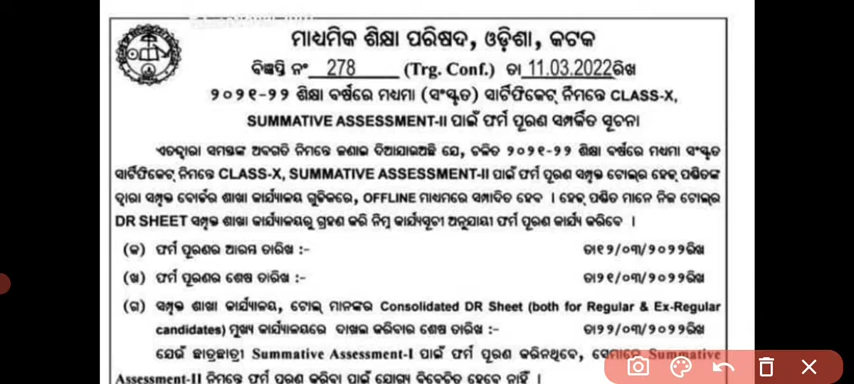 ମାଧ୍ୟମିକ ଶିକ୍ଷା ପରିଷଦ, ଓଡ଼ିଶା, କଟକ
ବିଜ୍ଞପ୍ତି ନଂ 278 (Trg. Conf.) ତା 11.03.2022ରିଖ
୨୦୨୧-୨୨ ଶିକ୍ଷା ବର୍ଷରେ ମଧ୍ୟମା (ସଂସ୍କୃତ) ସାର୍ଟିଫିକେଟ୍ ନିମନ୍ତେ CLASS-X,
SUMMATIVE ASSESSMENT-II ପାଇଁ ଫର୍ମ ପୂରଣ ସମ୍ପର୍କିତ ସୂଚନା
ଏତଦ୍ଦ୍ୱାରା ସମସ୍ତଙ୍କ ଅବଗତି ନିମନ୍ତେ ଜଣାଇ ଦିଆଯାଉଅଛି ଯେ, ଚଳିତ ୨୦୨୧-୨୨ ଶିକ୍ଷା ବର୍ଷରେ ମଧ୍ୟମା ସଂସ୍କୃତ
ସାର୍ଟିଫିକେଟ୍ ନିମନ୍ତେ CLASS-X, SUMMATIVE ASSESSMENT-II ପାଇଁ ଫର୍ମ ପୂରଣ ସମ୍ପୃକ୍ତ ଟୋଲ୍‌ର ହେଡ୍ ପଣ୍ଡିତଙ୍କ
ଦ୍ୱାରା ସମ୍ପୃକ୍ତ ବୋର୍ଡର ଶାଖା କାର୍ଯ୍ୟାଳୟ ଗୁଡିକରେ, OFFLINE ମାଧ୍ୟମରେ ସମ୍ପାଦିତ ହେବ । ହେଡ୍ ପଣ୍ଡିତ ମାନେ ନିଜ ଟୋଲ୍‌ର
DR SHEET ସମ୍ପୃକ୍ତ ଶାଖା କାର୍ଯ୍ୟାଳୟରୁ ଗ୍ରହଣ କରି ନିମ୍ନ କାର୍ଯ୍ୟସୂଚୀ ଅନୁଯାୟୀ ଫର୍ମ ପୂରଣ କାର୍ଯ୍ୟ କରିବେ ।
(କ) ଫର୍ମ ପୂରଣର ଆରମ୍ଭ ତାରିଖ :- ତା୧୨/୦୩/୨୦୨୨ରିଖ
(ଖ) ଫର୍ମ ପୂରଣର ଶେଷ ତାରିଖ :- ତା୨୧/୦୩/୨୦୨୨ରିଖ
(ଗ) ସମ୍ପୃକ୍ତ ଶାଖା କାର୍ଯ୍ୟାଳୟ, ଟୋଲ୍ ମାନଙ୍କର Consolidated DR Sheet (both for Regular & Ex-Regular
candidates) ମୁଖ୍ୟ କାର୍ଯ୍ୟାଳୟରେ ଦାଖଲ କରିବାର ଶେଷ ତାରିଖ :- ତା୨୨/୦୩/୨୦୨୨ରିଖ
ଯେଉଁ ଛାତ୍ରଛାତ୍ରୀ Summative Assessment-I ପାଇଁ ଫର୍ମ ପୂରଣ କରିନଥିବେ, ସେମାନେ Summative
Assessment-II ନିମନ୍ତେ ଫର୍ମ ପୂରଣ କରିବା ପାଇଁ ଯୋଗ୍ୟ ବିବେଚିତ ହେବେ ନାହିଁ ।